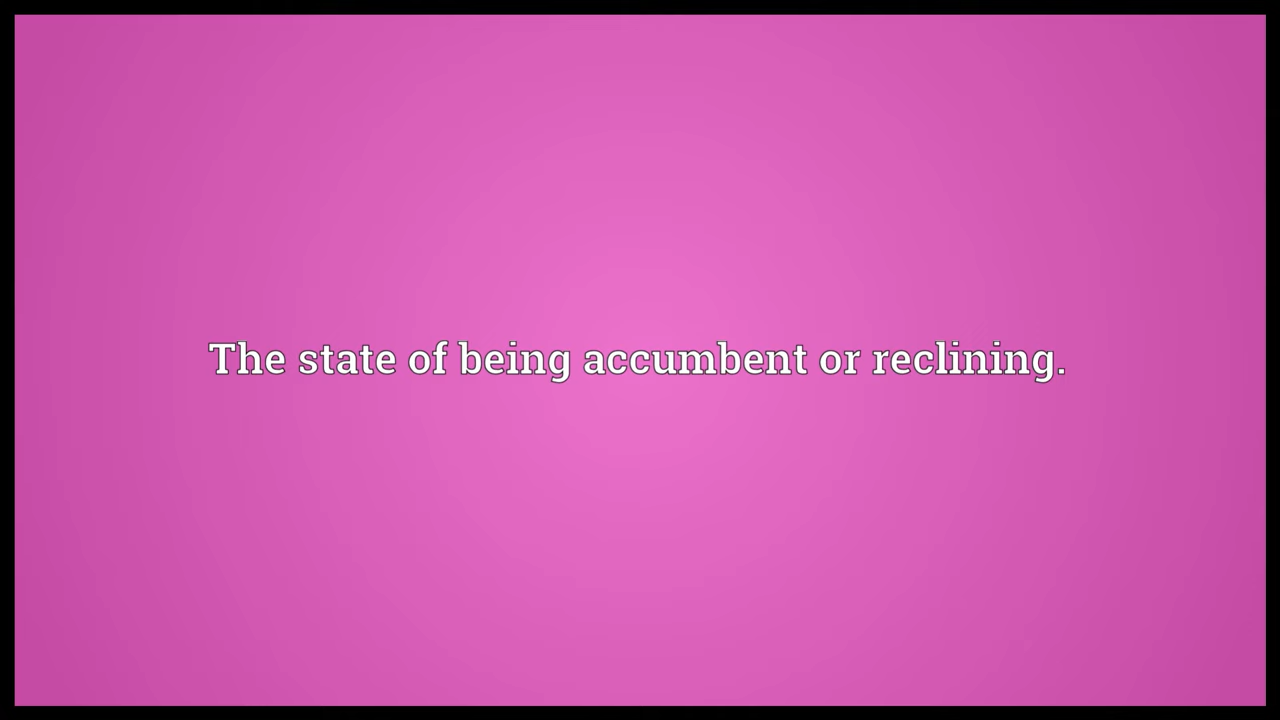 The state of being accumbent or reclining.